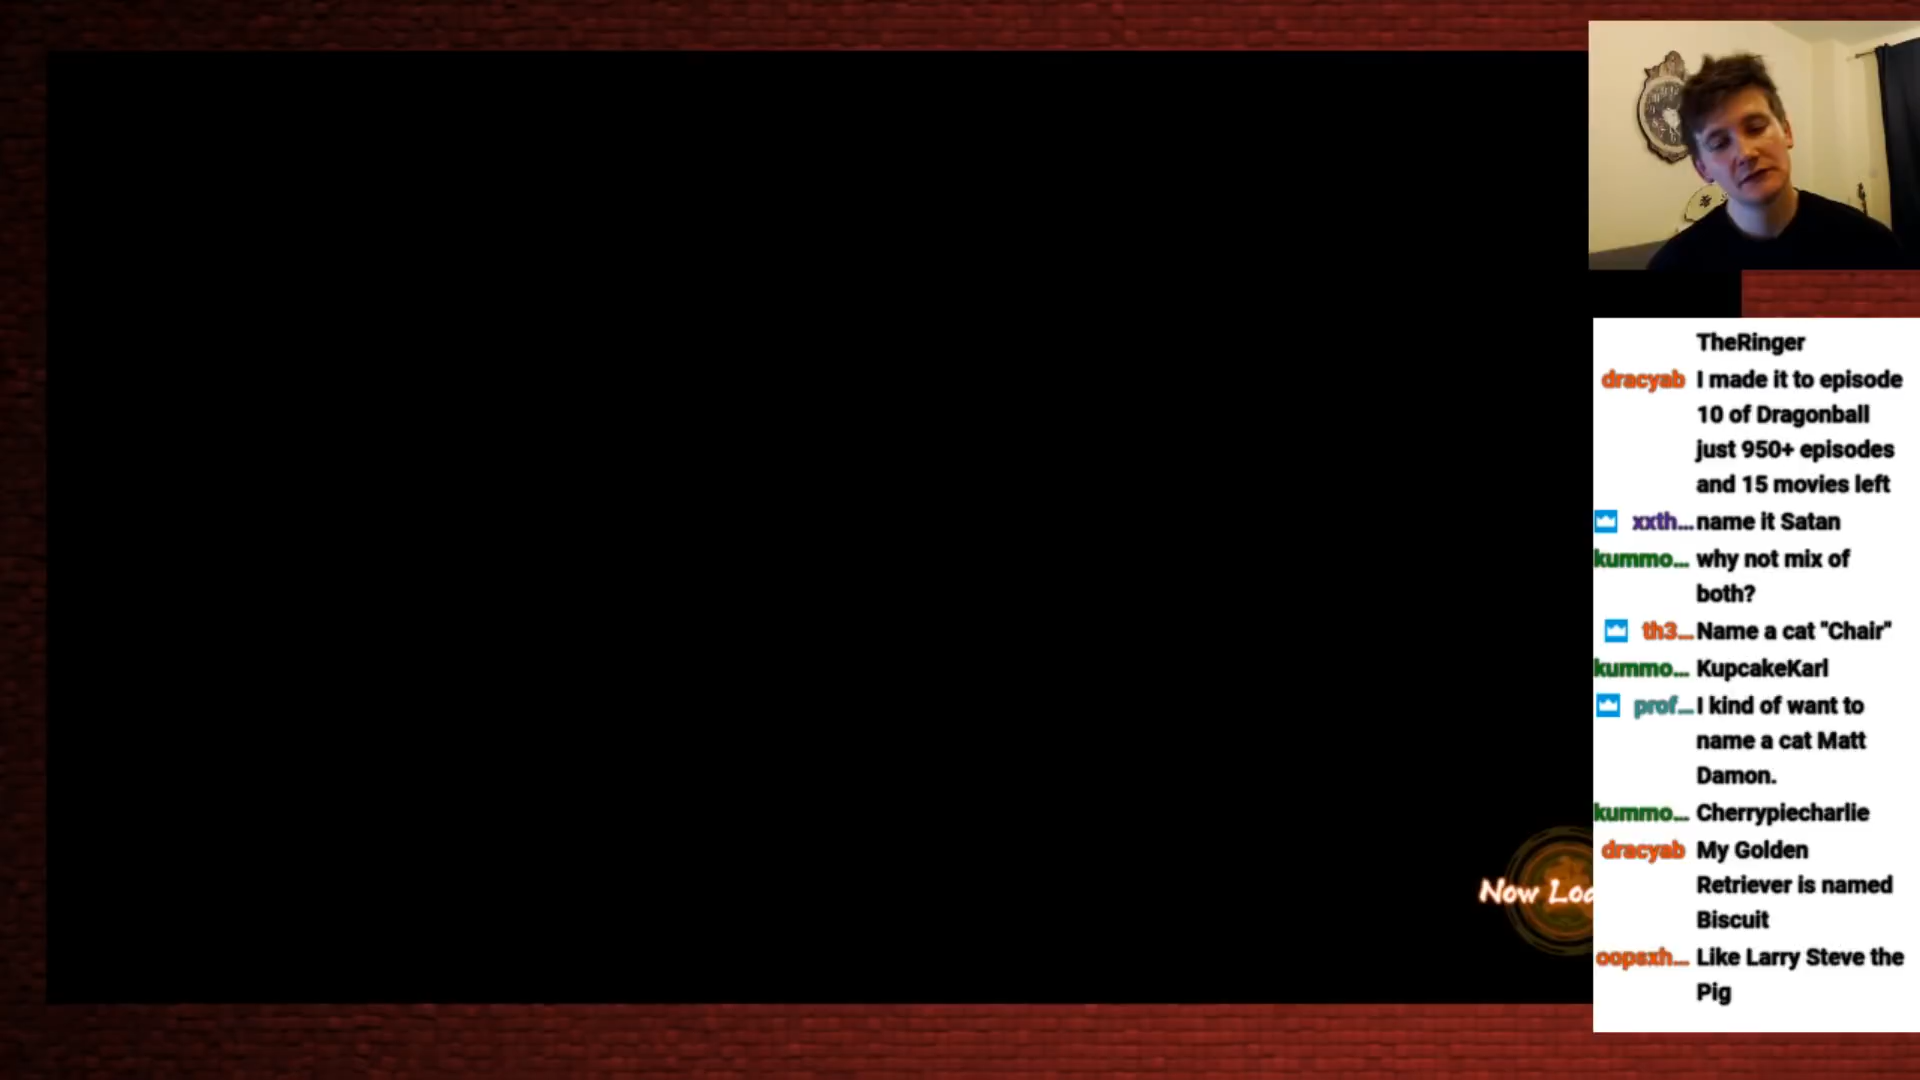 TheRinger
dracyab I made it to episode
10 of Dragonball
just 950+ episodes
and 15 movies left
xxth... name it Satan
kummo... why not mix of
both?
th3... Name a cat "Chair"
kummo... KupcakeKarl
prof... I kind of want to
name a cat Matt
Damon.
kummo... Cherrypiecharlie
dracyab My Golden
Retriever is named
Biscuit
Now Loa
oopsxh... Like Larry Steve the
Pig